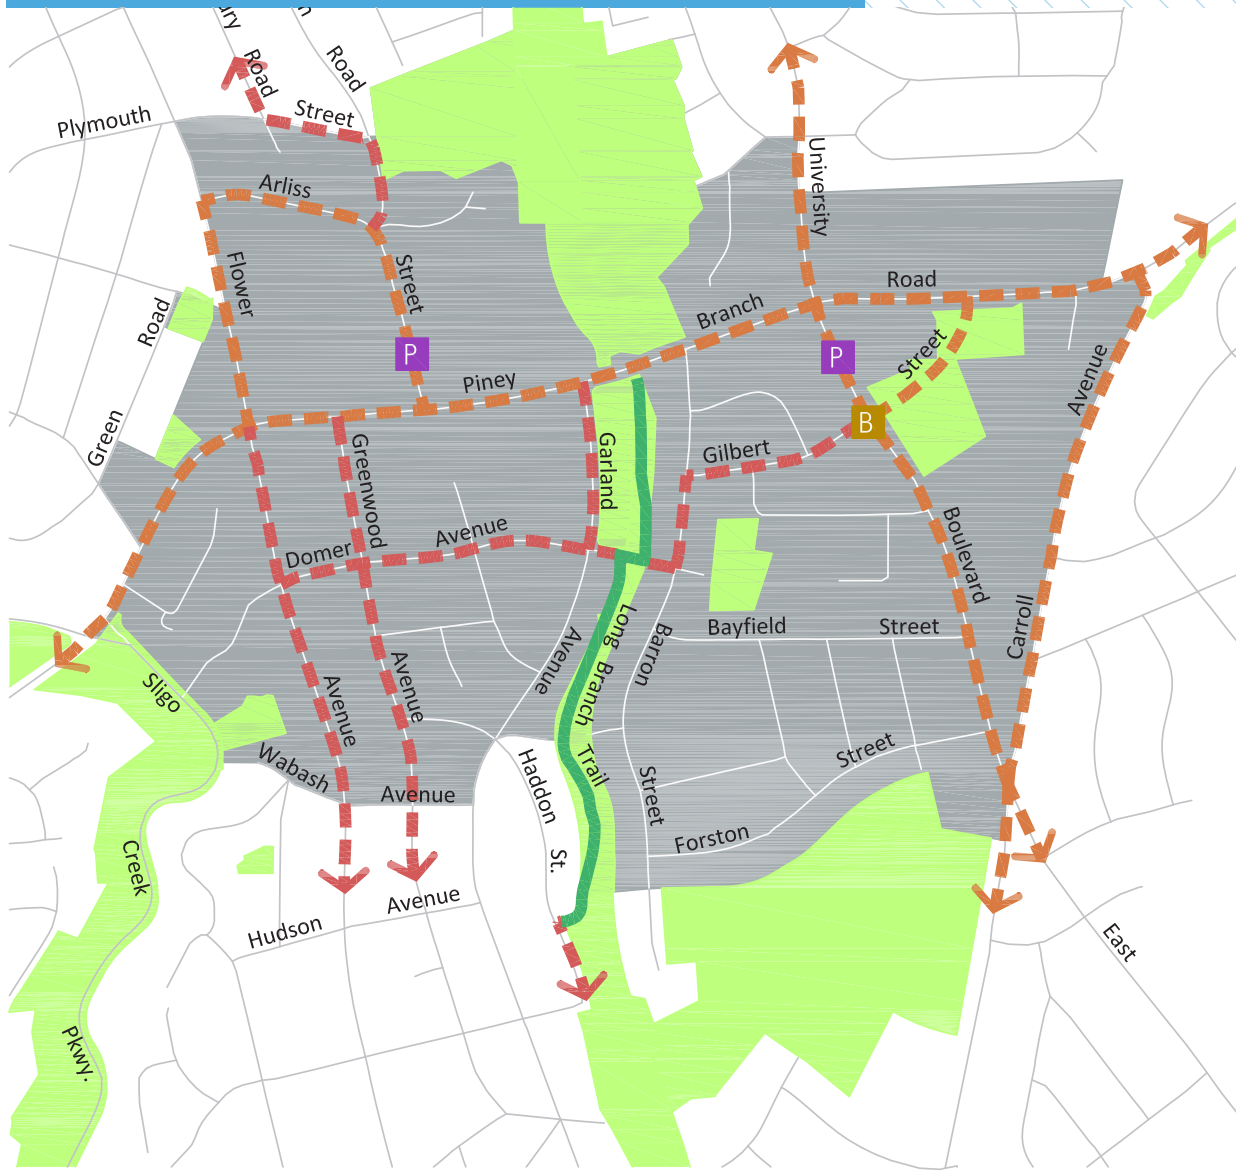 Road
Road
Street
Plymouth
Arliss
University
Flower
Street
Road
Road
Branch
P
P
Street
Piney
Avenue
B
Green
Greenwood
Garland
Gilbert
Avenue
Domer
Boulevard
Long
Branch
Trail
Bayfield
Street
Carroll
Avenue
Barron
Avenue
Avenue
Sligo
Street
Wabash
Avenue
Haddon
St.
Street
Forston
Creek
Avenue
Hudson
East
Pkwy.